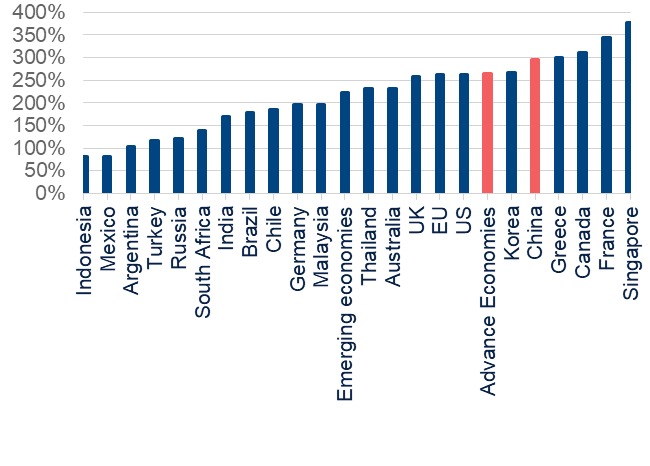 400%
350%
300%
250%
200%
150%
100%
50%
0%
Indonesia
Mexico
Argentina
Turkey
Russia
South Africa
India
Brazil
Chile
Germany
Malaysia
Emerging economies
Thailand
Australia
UK
EU
US
Advance Economies
Korea
China
Greece
Canada
France
Singapore